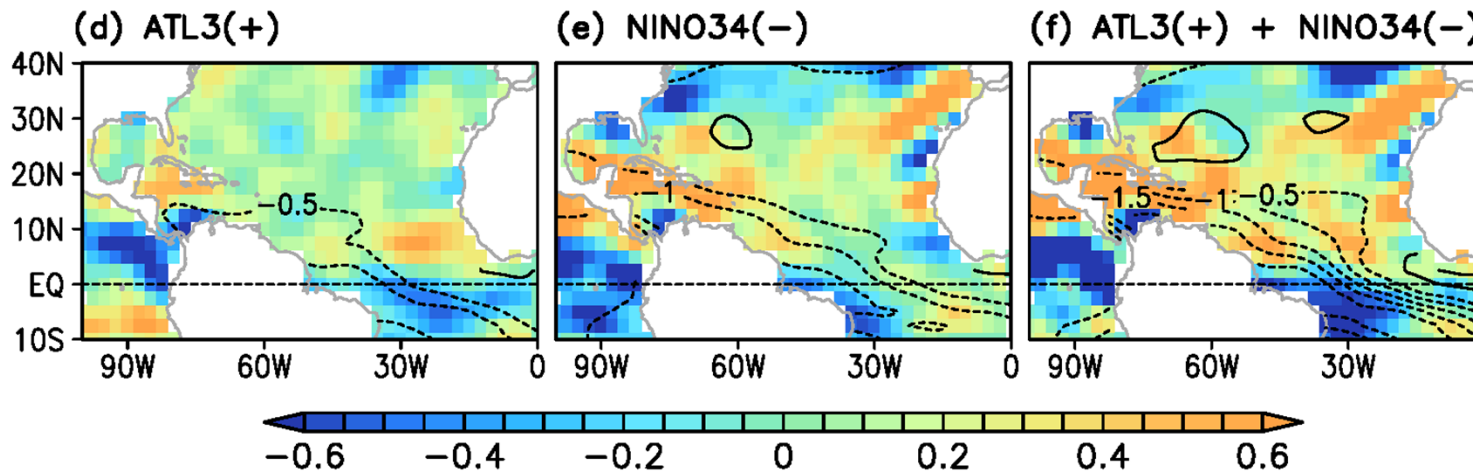 (d) ATL3(+) (e) NINO34(−) (f) ATL3(+) + NINO34(−)
40N
30N
20N
10N
EQ
10S
−0.5
−1
−1.5 −1 −0.5
90W 60W 30W 0 90W 60W 30W 0 90W 60W 30W
−0.6 −0.4 −0.2 0 0.2 0.4 0.6